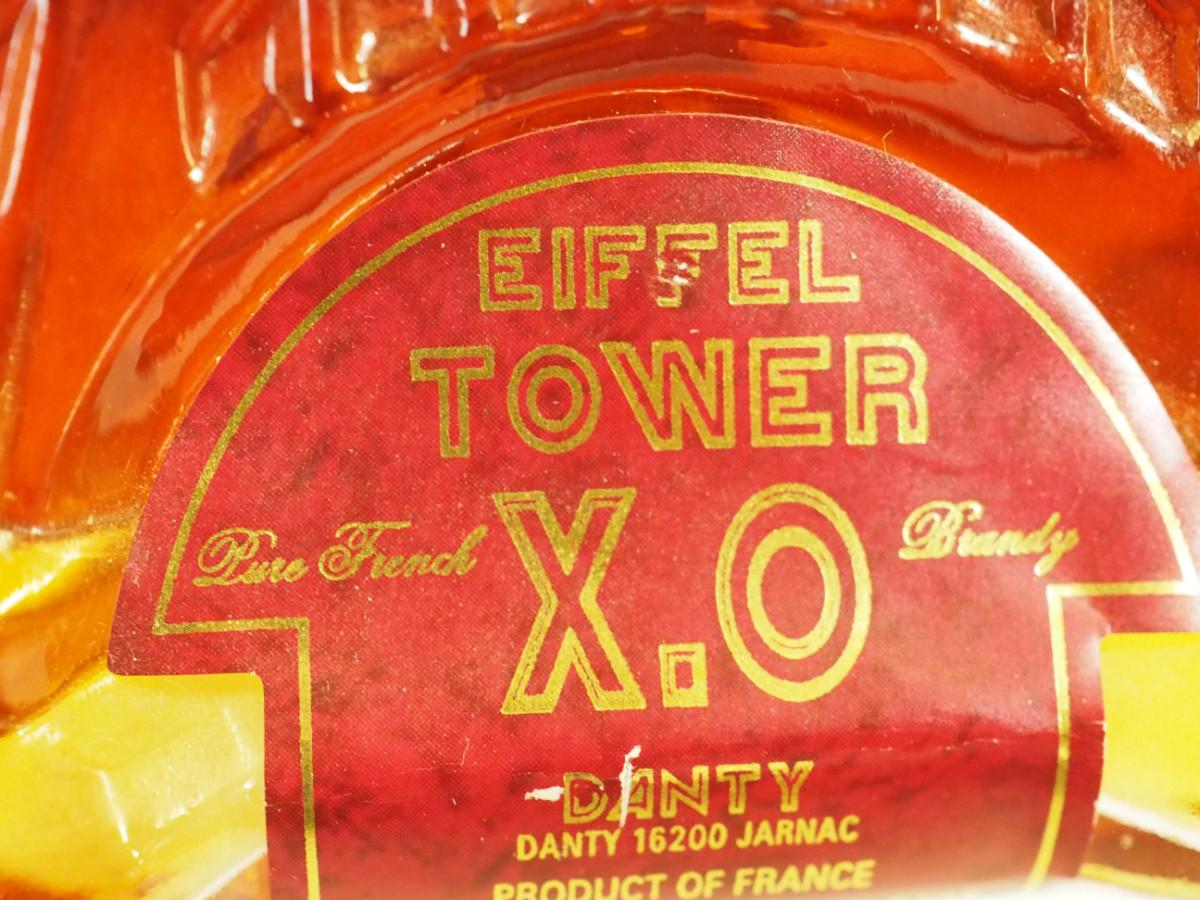 EIFFEL
TOWER
Pure French X.O Brandy
DANTY
DANTY 16200 JARNAC
PRODUCT OF FRANCE